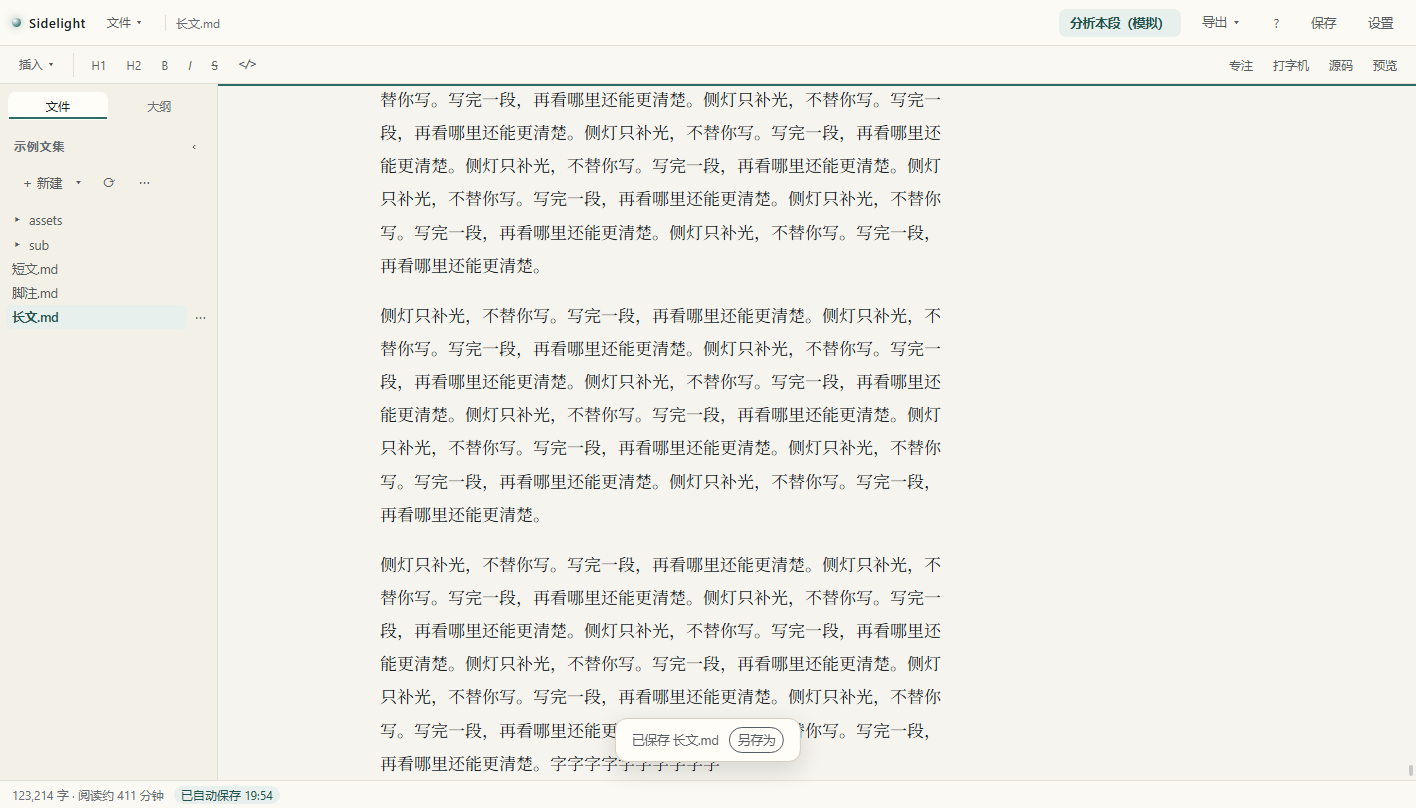 Sidelight 文件 长文.md 分析本段（模拟） 导出 ? 保存 设置
插入 H1 H2 B I S </> 专注 打字机 源码 预览
文件 大纲
示例文集
+ 新建 ...
assets
sub
短文.md
脚注.md
长文.md ...
替你写。写完一段，再看哪里还能更清楚。侧灯只补光，不替你写。写完一
段，再看哪里还能更清楚。侧灯只补光，不替你写。写完一段，再看哪里还
能更清楚。侧灯只补光，不替你写。写完一段，再看哪里还能更清楚。侧灯
只补光，不替你写。写完一段，再看哪里还能更清楚。侧灯只补光，不替你
写。写完一段，再看哪里还能更清楚。侧灯只补光，不替你写。写完一段，
再看哪里还能更清楚。
侧灯只补光，不替你写。写完一段，再看哪里还能更清楚。侧灯只补光，不
替你写。写完一段，再看哪里还能更清楚。侧灯只补光，不替你写。写完一
段，再看哪里还能更清楚。侧灯只补光，不替你写。写完一段，再看哪里还
能更清楚。侧灯只补光，不替你写。写完一段，再看哪里还能更清楚。侧灯
只补光，不替你写。写完一段，再看哪里还能更清楚。侧灯只补光，不替你
写。写完一段，再看哪里还能更清楚。侧灯只补光，不替你写。写完一段，
再看哪里还能更清楚。
侧灯只补光，不替你写。写完一段，再看哪里还能更清楚。侧灯只补光，不
替你写。写完一段，再看哪里还能更清楚。侧灯只补光，不替你写。写完一
段，再看哪里还能更清楚。侧灯只补光，不替你写。写完一段，再看哪里还
能更清楚。侧灯只补光，不替你写。写完一段，再看哪里还能更清楚。侧灯
只补光，不替你写。写完一段，再看哪里还能更清楚。侧灯只补光，不替你
写。写完一段，再看哪里还能更 替你写。写完一段，
已保存 长文.md 另存为
再看哪里还能更清楚。字字字字字字字字字字
123,214 字 · 阅读约 411 分钟 已自动保存 19:54